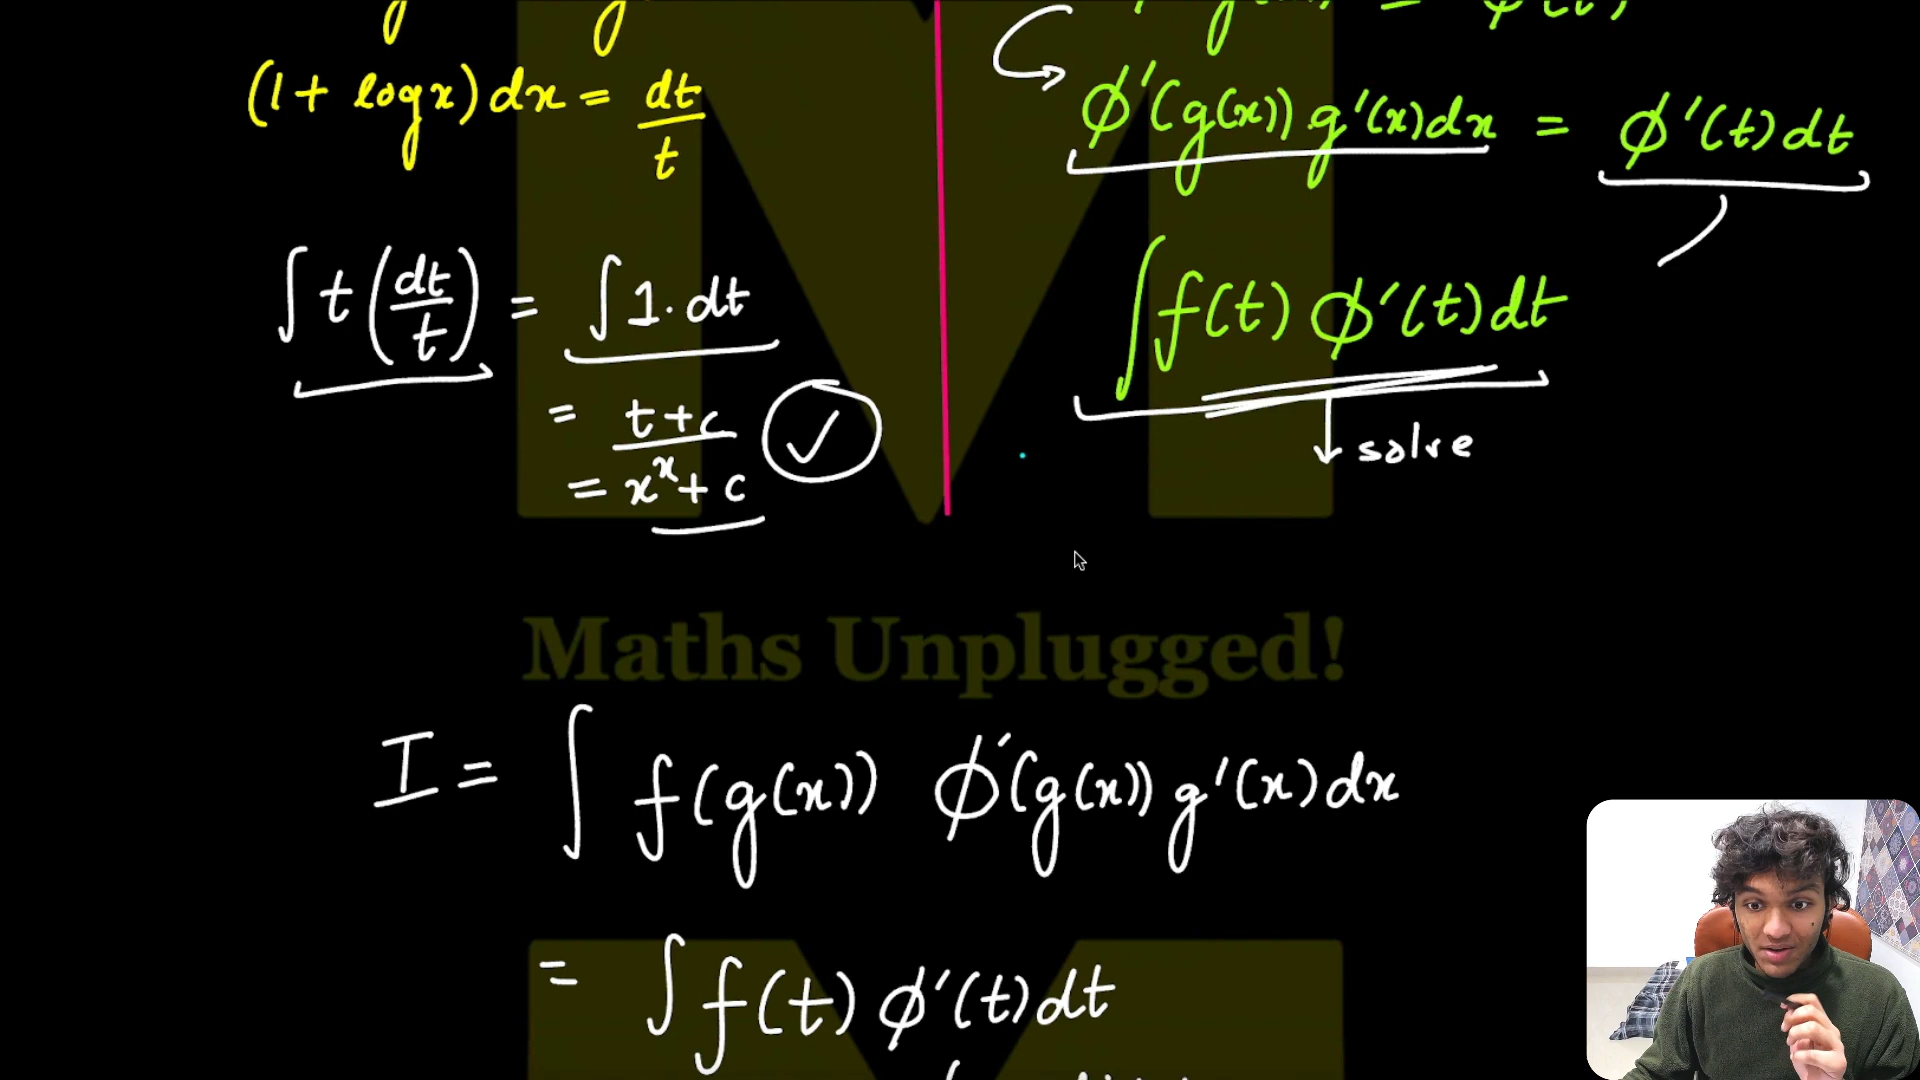 (1 + log x) dx = dt/t
∫ t (dt/t) = ∫ 1. dt
= t + c ✓
= x^x + c
φ'(g(x)) g'(x) dx = φ'(t) dt
∫ f(t) φ'(t) dt
↓ solve
Maths Unplugged!
I = ∫ f(g(x)) φ'(g(x)) g'(x) dx
= ∫ f(t) φ'(t) dt